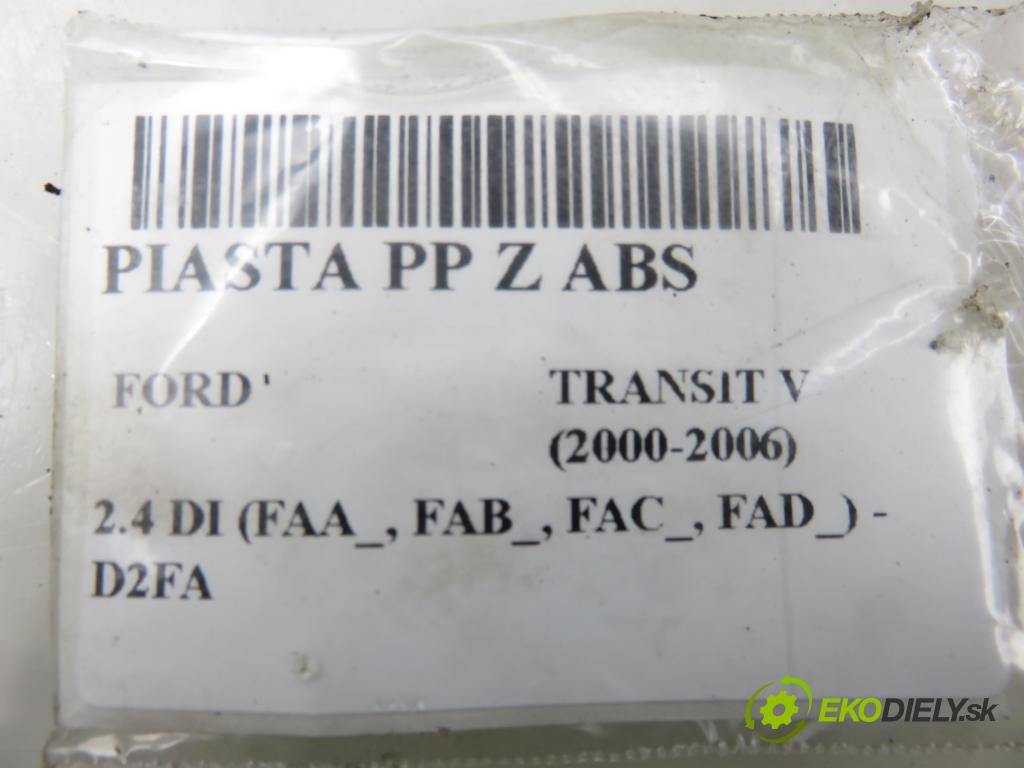 PIASTA PP Z ABS
FORD TRANSIT V
(2000-2006)
2.4 DI (FAA_, FAB_, FAC_, FAD_) -
D2FA
EKODIELY.sk